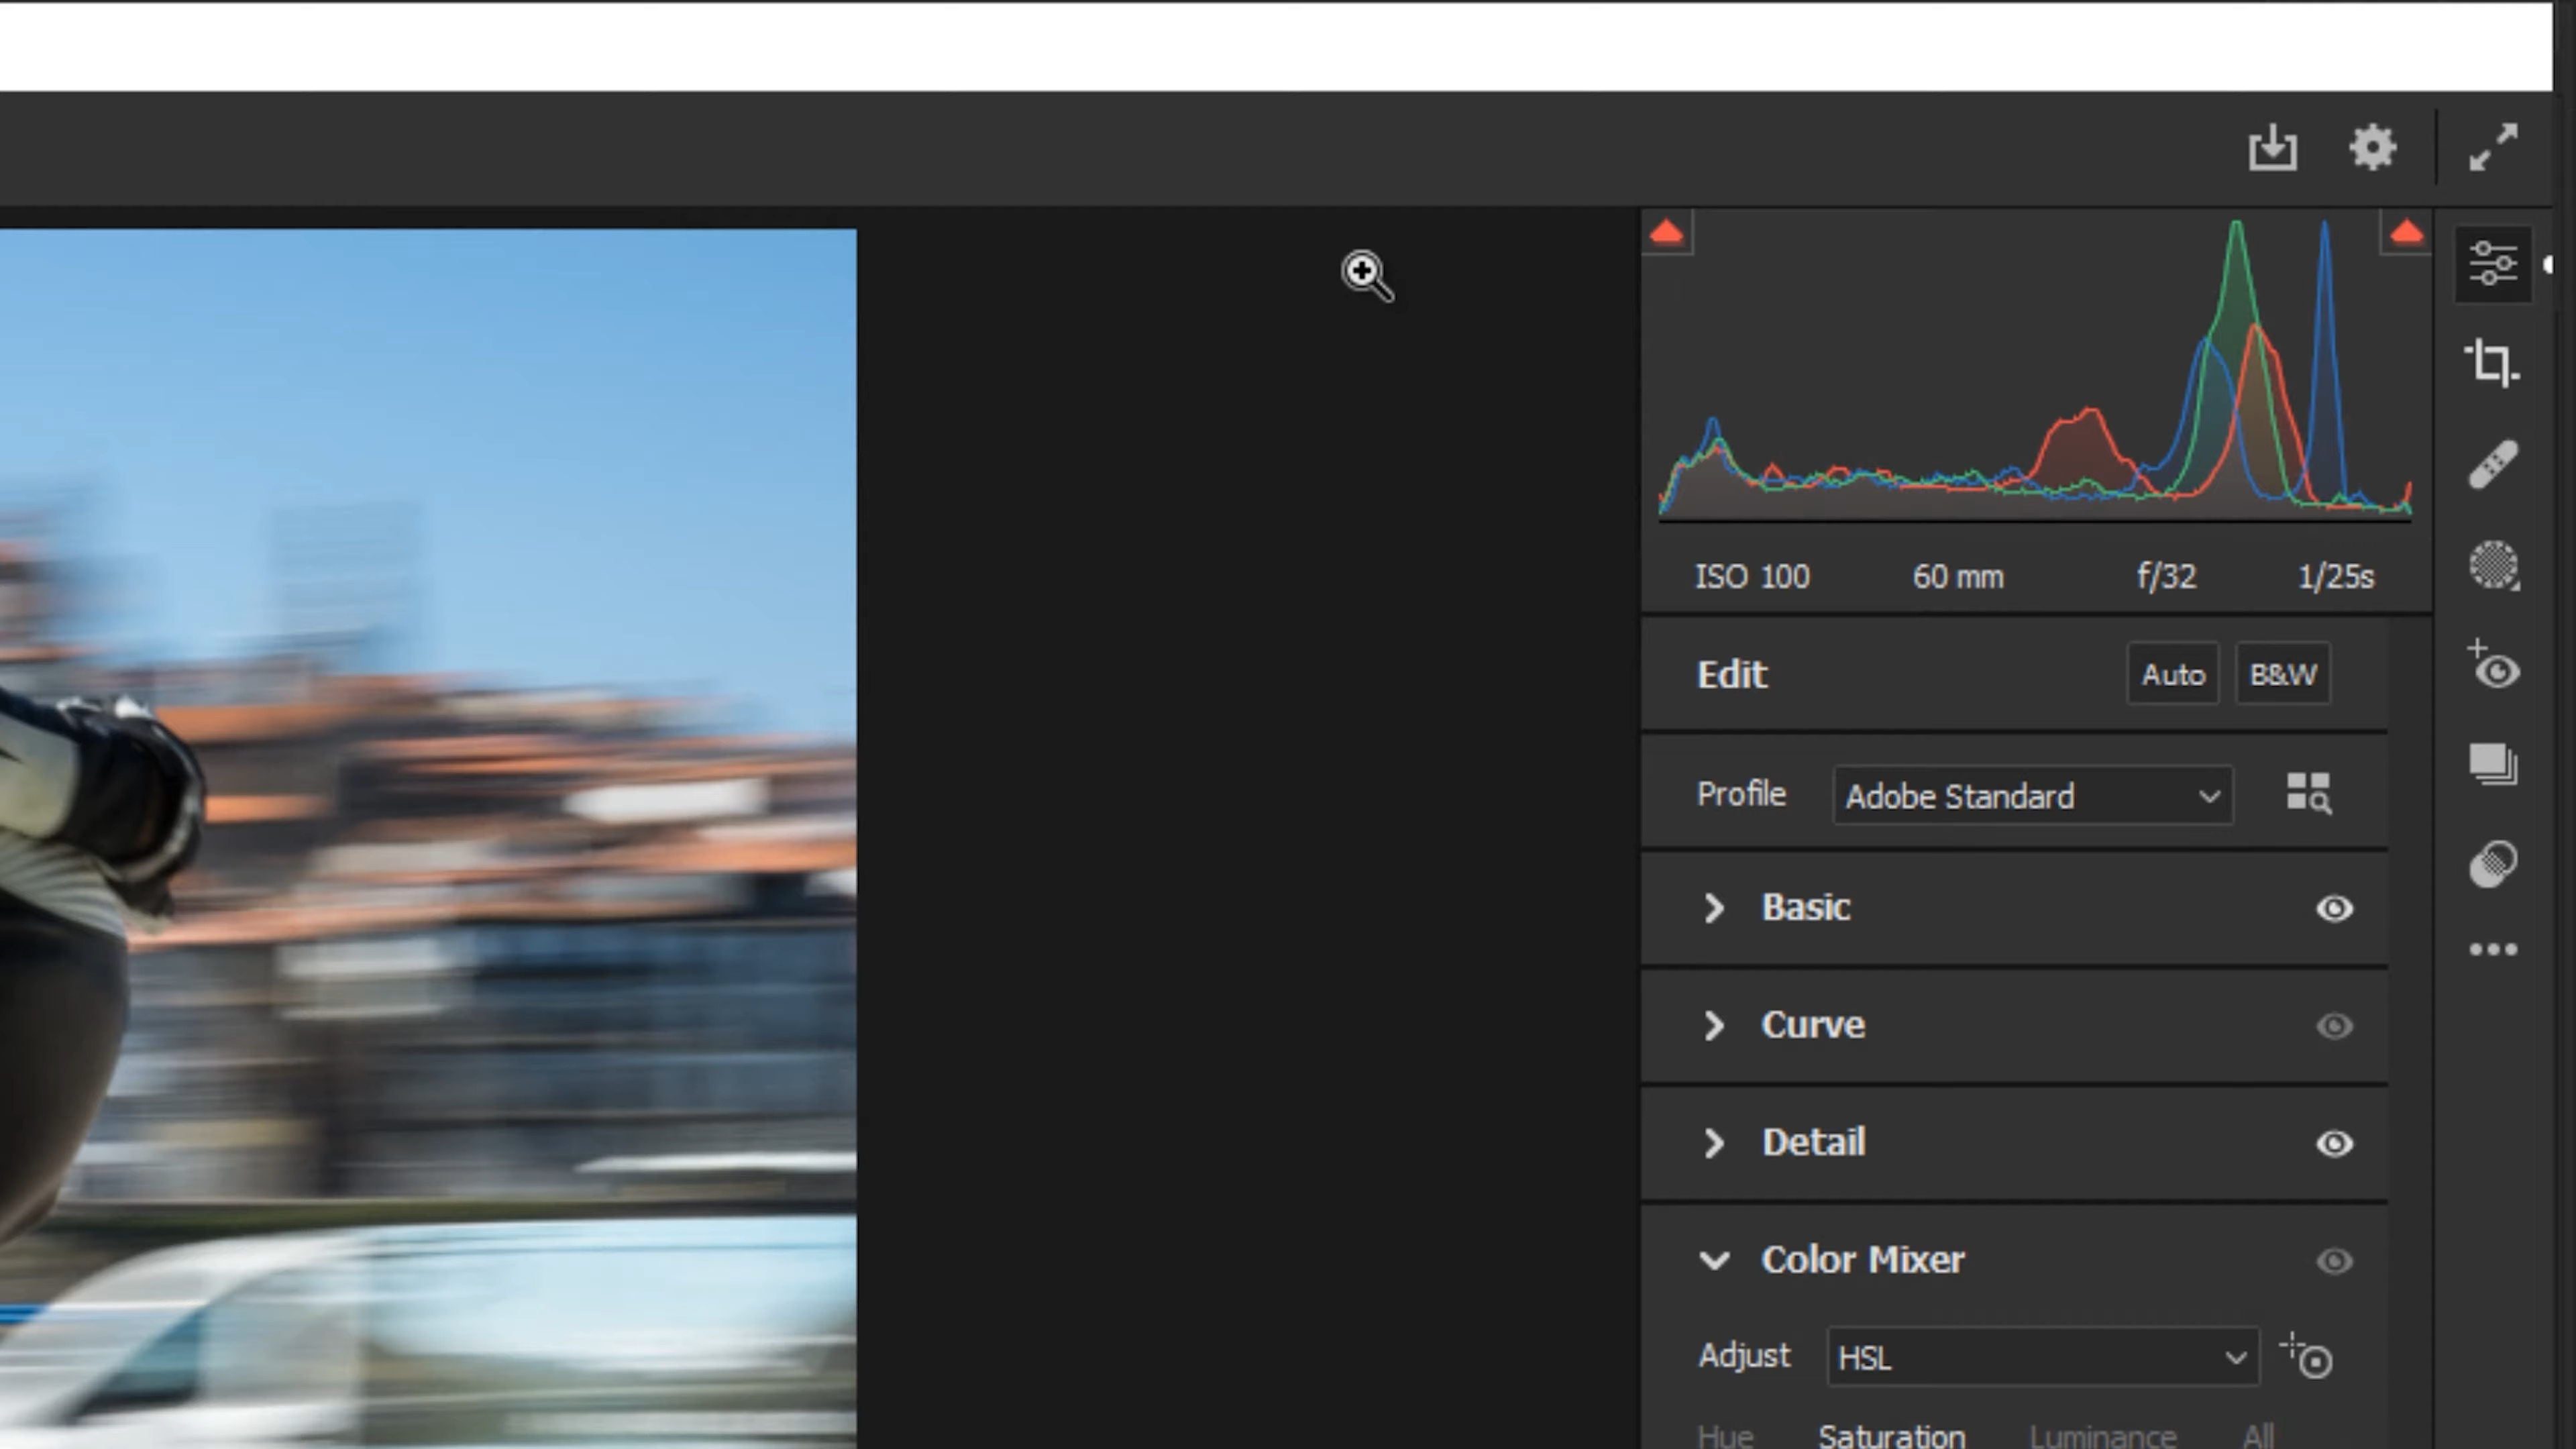 ISO 100 60 mm f/32 1/25s
Edit Auto B&W
Profile Adobe Standard
Basic
Curve
Detail
Color Mixer
Adjust HSL
Hue Saturation Luminance All